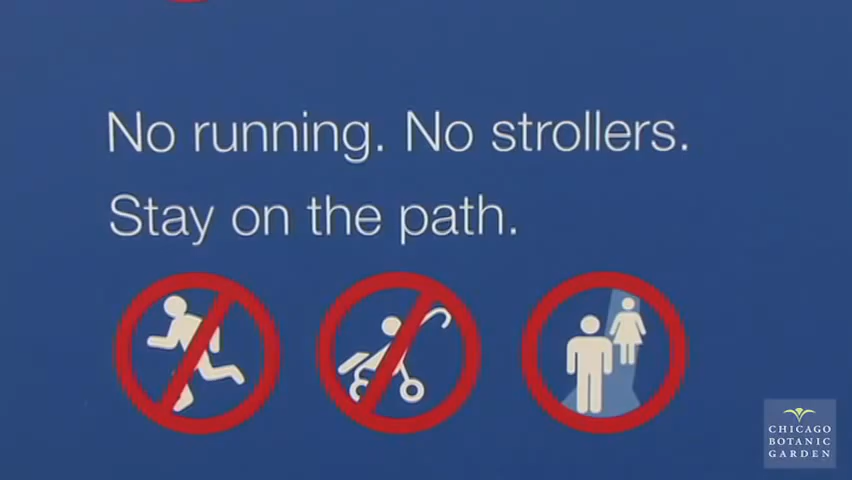 No running. No strollers.
Stay on the path.
CHICAGO
BOTANIC
GARDEN